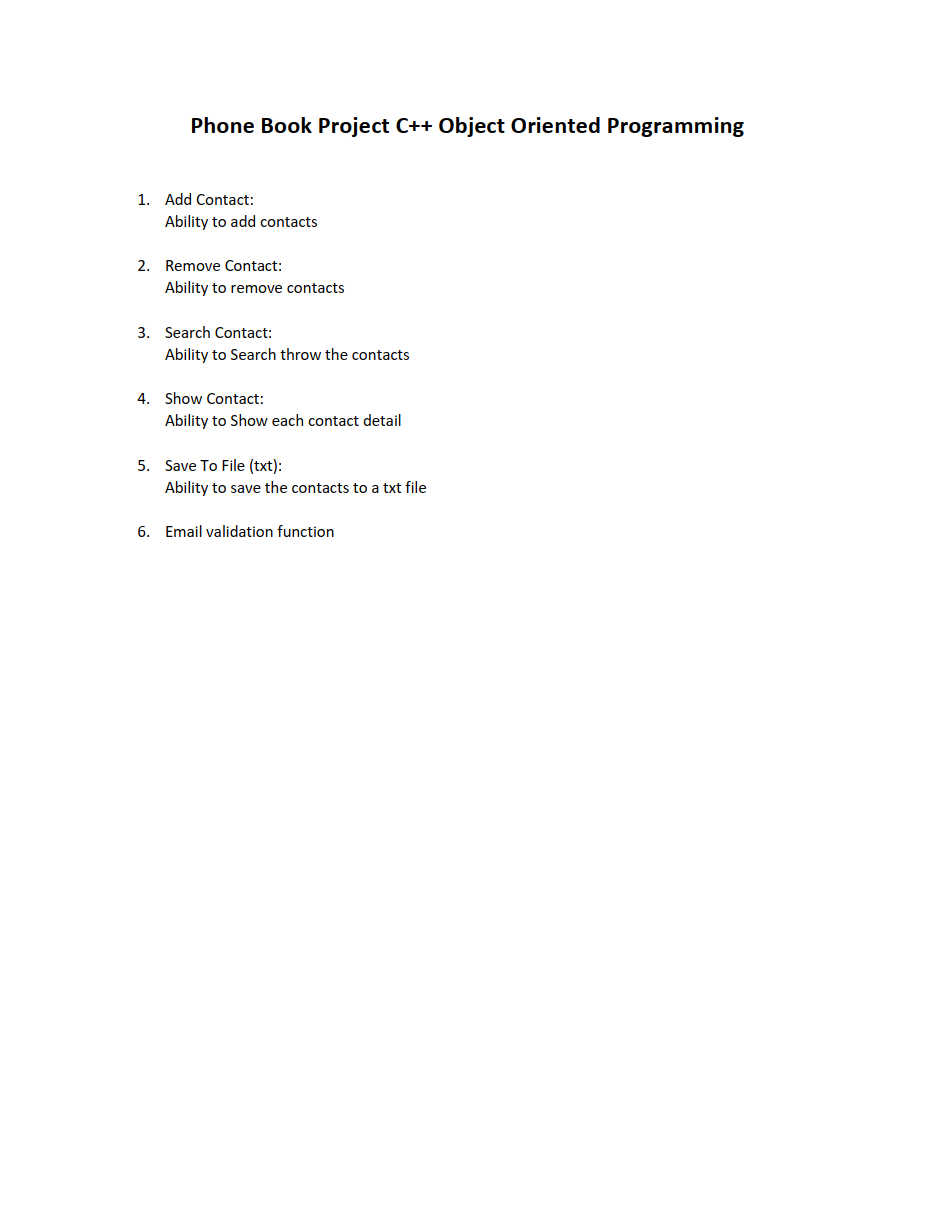 Phone Book Project C++ Object Oriented Programming
1. Add Contact:
Ability to add contacts
2. Remove Contact:
Ability to remove contacts
3. Search Contact:
Ability to Search throw the contacts
4. Show Contact:
Ability to Show each contact detail
5. Save To File (txt):
Ability to save the contacts to a txt file
6. Email validation function